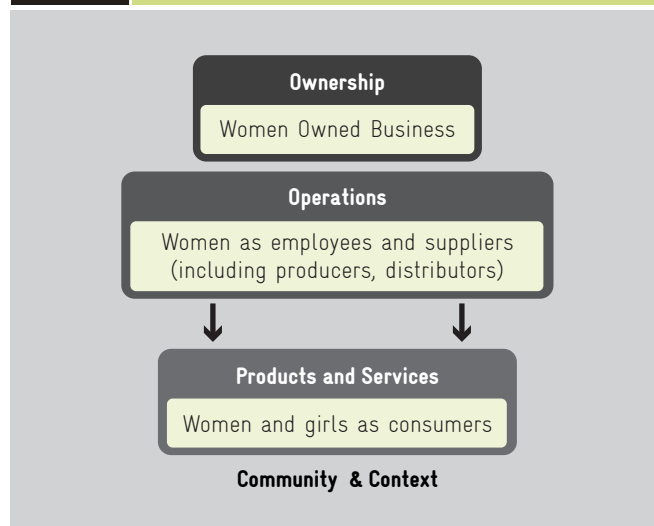 Ownership
Women Owned Business
Operations
Women as employees and suppliers
(including producers, distributors)
Products and Services
Women and girls as consumers
Community & Context